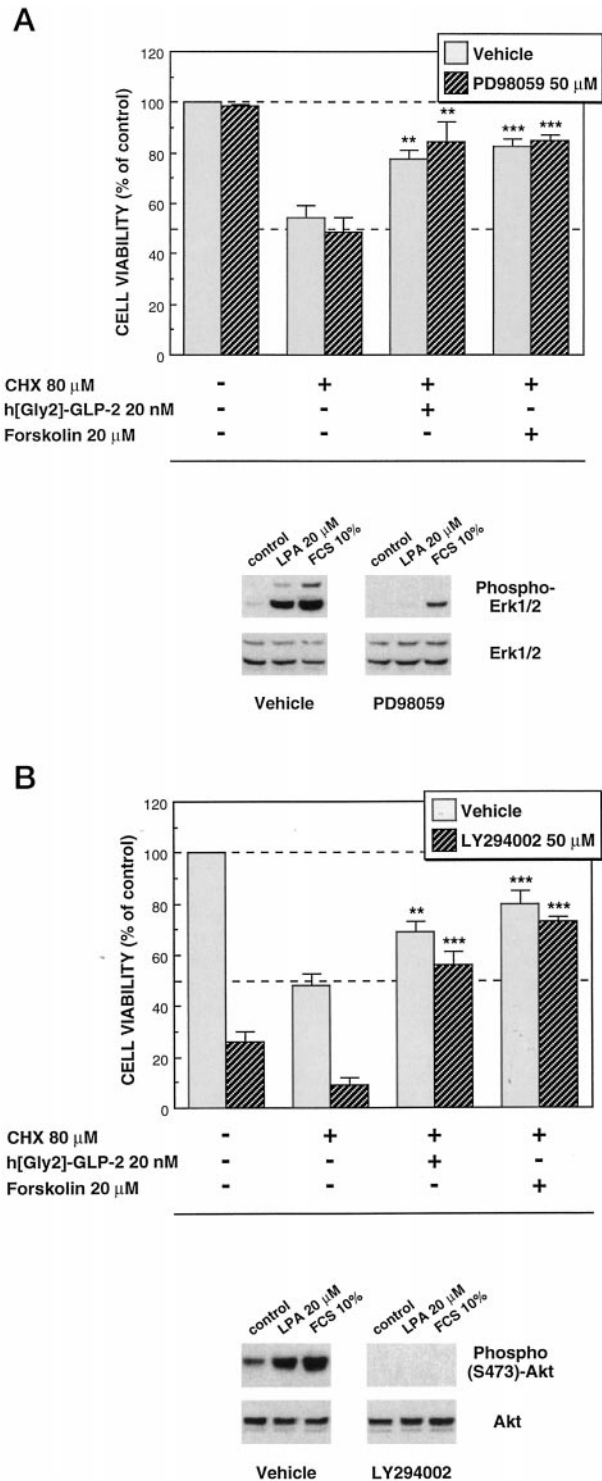 A
120
Vehicle
PD98059 50 µM
100
80
60
40
20
0
CELL VIABILITY (% of control)
** ** *** ***
CHX 80 µM - + + +
h[Gly2]-GLP-2 20 nM - - + -
Forskolin 20 µM - - - +
control LPA 20 µM FCS 10% control LPA 20 µM FCS 10%
Phospho-
Erk1/2
Erk1/2
Vehicle PD98059
B
120
Vehicle
LY294002 50 µM
100
80
60
40
20
0
CELL VIABILITY (% of control)
** *** *** ***
CHX 80 µM - + + +
h[Gly2]-GLP-2 20 nM - - + -
Forskolin 20 µM - - - +
control LPA 20 µM FCS 10% control LPA 20 µM FCS 10%
Phospho
(S473)-Akt
Akt
Vehicle LY294002